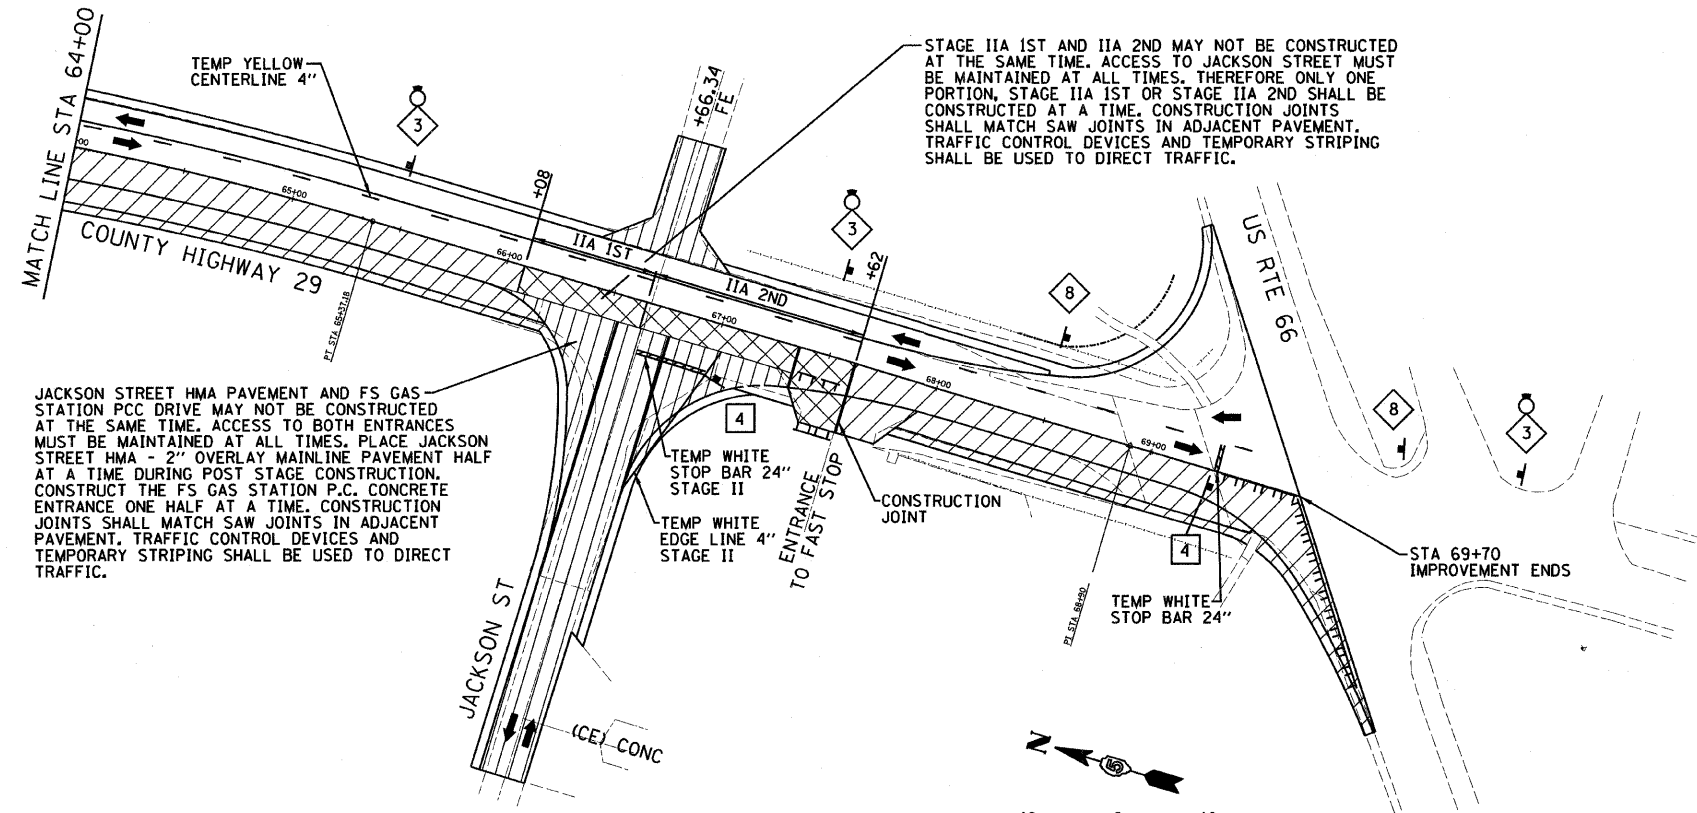 STAGE IIA 1ST AND IIA 2ND MAY NOT BE CONSTRUCTED
AT THE SAME TIME. ACCESS TO JACKSON STREET MUST
BE MAINTAINED AT ALL TIMES. THEREFORE ONLY ONE
PORTION, STAGE IIA 1ST OR STAGE IIA 2ND SHALL BE
CONSTRUCTED AT A TIME. CONSTRUCTION JOINTS
SHALL MATCH SAW JOINTS IN ADJACENT PAVEMENT.
TRAFFIC CONTROL DEVICES AND TEMPORARY STRIPING
SHALL BE USED TO DIRECT TRAFFIC.
MATCH LINE STA 64+00
TEMP YELLOW
CENTERLINE 4"
3
+66.34
FE
+08
00
65+00
66+00
IIA 1ST
IIA 2ND
67+00
3
+62
8
US RTE 66
COUNTY HIGHWAY 29
PT STA 65+37.18
68+00
69+00
8
3
JACKSON STREET HMA PAVEMENT AND FS GAS
STATION PCC DRIVE MAY NOT BE CONSTRUCTED
AT THE SAME TIME. ACCESS TO BOTH ENTRANCES
MUST BE MAINTAINED AT ALL TIMES. PLACE JACKSON
STREET HMA - 2" OVERLAY MAINLINE PAVEMENT HALF
AT A TIME DURING POST STAGE CONSTRUCTION.
CONSTRUCT THE FS GAS STATION P.C. CONCRETE
ENTRANCE ONE HALF AT A TIME. CONSTRUCTION
JOINTS SHALL MATCH SAW JOINTS IN ADJACENT
PAVEMENT. TRAFFIC CONTROL DEVICES AND
TEMPORARY STRIPING SHALL BE USED TO DIRECT
TRAFFIC.
4
TEMP WHITE
STOP BAR 24"
STAGE II
TEMP WHITE
EDGE LINE 4"
STAGE II
ENTRANCE
TO FAST STOP
CONSTRUCTION
JOINT
4
TEMP WHITE
STOP BAR 24"
PI STA 68+90
STA 69+70
IMPROVEMENT ENDS
JACKSON ST
(CE) CONC
N